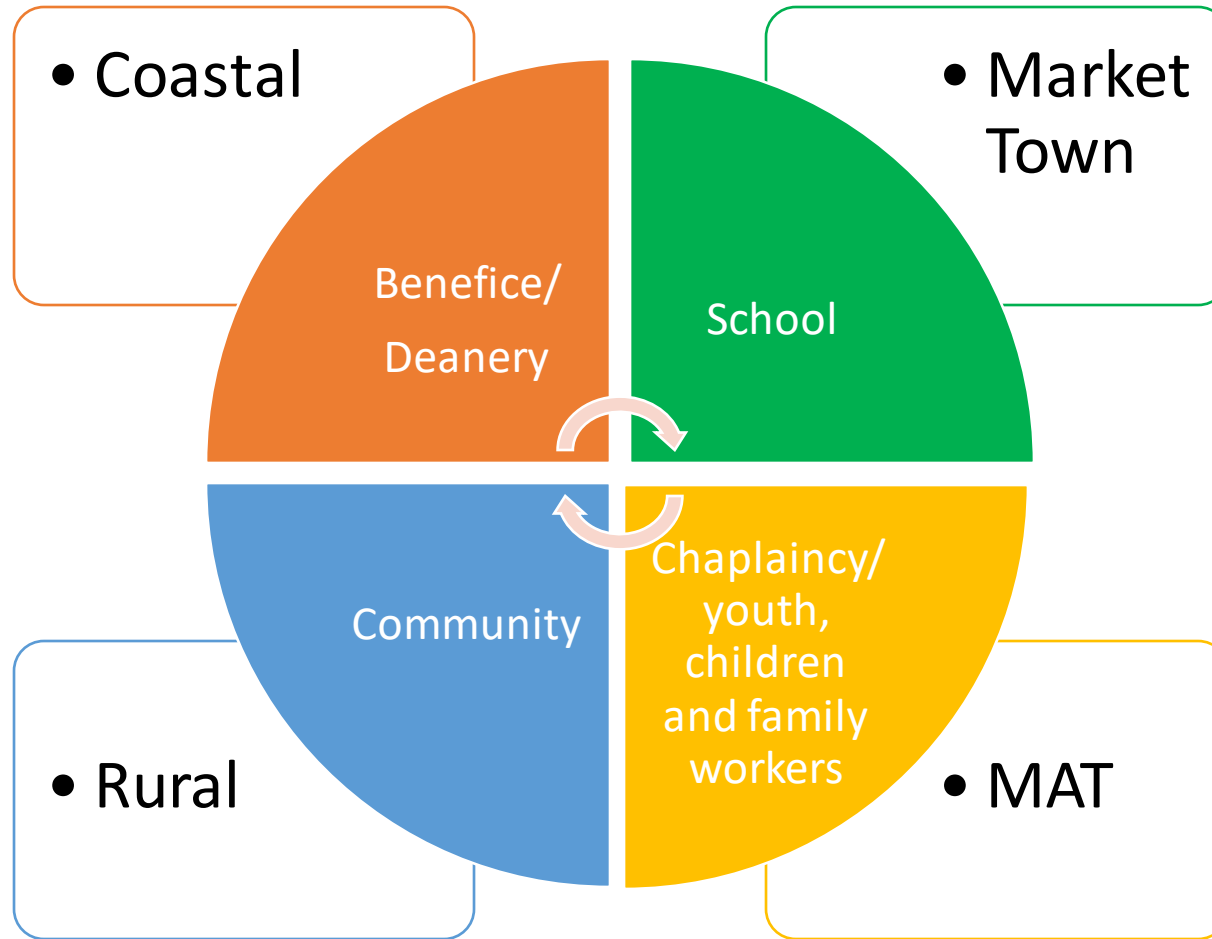 • Coastal
• Market
Town
Benefice/
Deanery
School
Community
Chaplaincy/
youth,
children
and family
workers
• Rural
• MAT